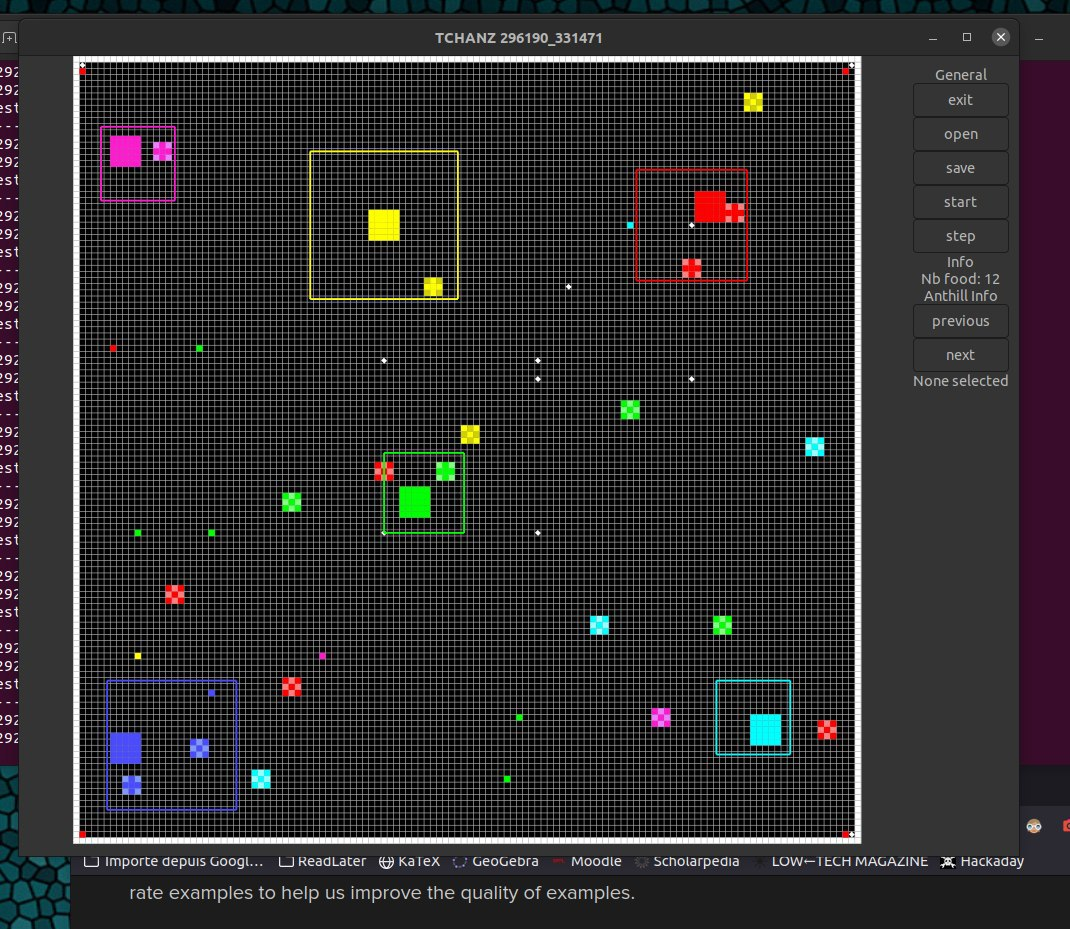 TCHANZ 296190_331471
General
exit
open
save
start
step
Info
Nb food: 12
Anthill Info
previous
next
None selected
292
292
est
---
292
292
est
---
292
292
est
---
292
292
est
---
292
292
est
---
292
292
est
---
292
292
est
---
292
292
est
---
292
292
est
---
292
292
Importe depuis Googl… ReadLater KaTeX GeoGebra Moodle Scholarpedia LOW←TECH MAGAZINE Hackaday
rate examples to help us improve the quality of examples.